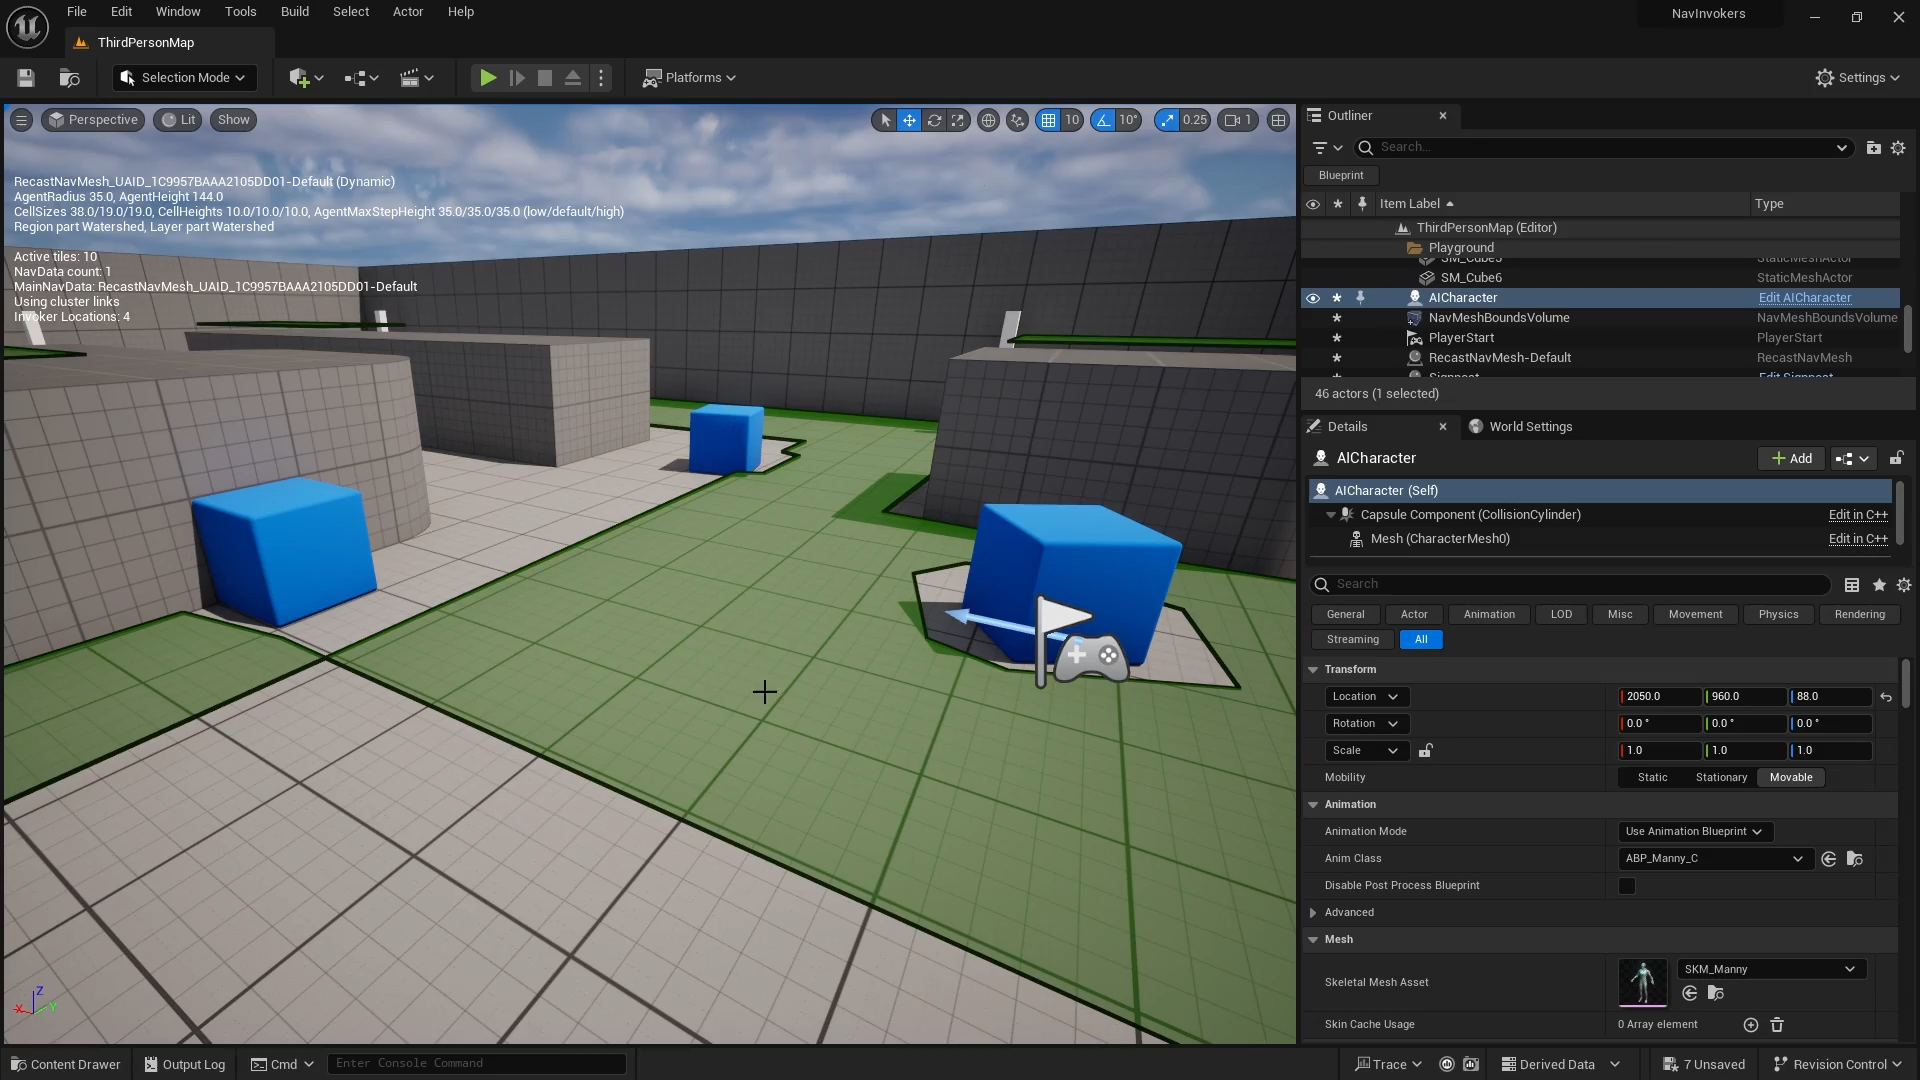 File Edit Window Tools Build Select Actor Help
NavInvokers
ThirdPersonMap
Selection Mode
Platforms
Settings
Perspective Lit Show
10 10° 0.25 1
RecastNavMesh_UAID_1C9957BAAA2105DD01-Default (Dynamic)
AgentRadius 35.0, AgentHeight 144.0
CellSizes 38.0/19.0/19.0, CellHeights 10.0/10.0/10.0, AgentMaxStepHeight 35.0/35.0/35.0 (low/default/high)
Region part Watershed, Layer part Watershed
Active tiles: 10
NavData count: 1
MainNavData: RecastNavMesh_UAID_1C9957BAAA2105DD01-Default
Using cluster links
Invoker Locations: 4
Z
X Y
Outliner
Search...
Blueprint
Item Label Type
ThirdPersonMap (Editor)
Playground
SM_Cube5 StaticMeshActor
SM_Cube6 StaticMeshActor
AICharacter Edit AICharacter
NavMeshBoundsVolume NavMeshBoundsVolume
PlayerStart PlayerStart
RecastNavMesh-Default RecastNavMesh
Signpost Edit Signpost
46 actors (1 selected)
Details World Settings
AICharacter Add
AICharacter (Self)
Capsule Component (CollisionCylinder) Edit in C++
Mesh (CharacterMesh0) Edit in C++
Search
General Actor Animation LOD Misc Movement Physics Rendering
Streaming All
Transform
Location 2050.0 960.0 88.0
Rotation 0.0 ° 0.0 ° 0.0 °
Scale 1.0 1.0 1.0
Mobility Static Stationary Movable
Animation
Animation Mode Use Animation Blueprint
Anim Class ABP_Manny_C
Disable Post Process Blueprint
Advanced
Mesh
Skeletal Mesh Asset SKM_Manny
Skin Cache Usage 0 Array element
Content Drawer Output Log Cmd Enter Console Command Trace Derived Data 7 Unsaved Revision Control